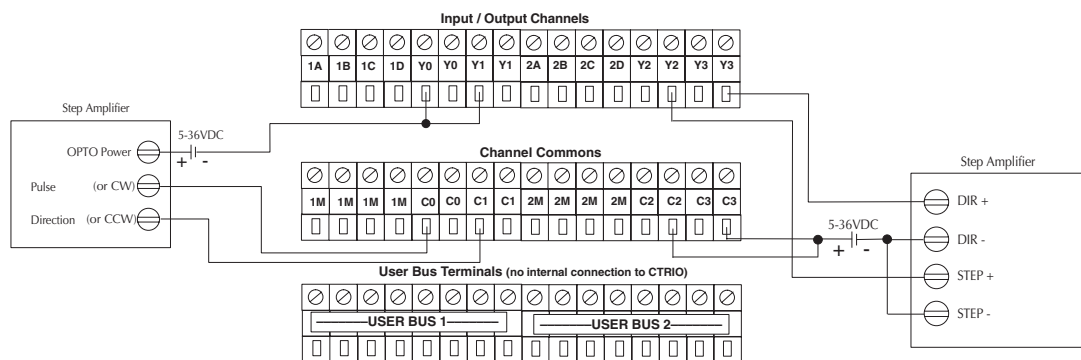 Input / Output Channels
1A 1B 1C 1D Y0 Y0 Y1 Y1 2A 2B 2C 2D Y2 Y2 Y3 Y3
Step Amplifier
OPTO Power
5-36VDC
+ -
Pulse (or CW)
Direction (or CCW)
Channel Commons
1M 1M 1M 1M C0 C0 C1 C1 2M 2M 2M 2M C2 C2 C3 C3
Step Amplifier
DIR +
5-36VDC
+ -
DIR -
STEP +
STEP -
User Bus Terminals (no internal connection to CTRIO)
USER BUS 1 USER BUS 2